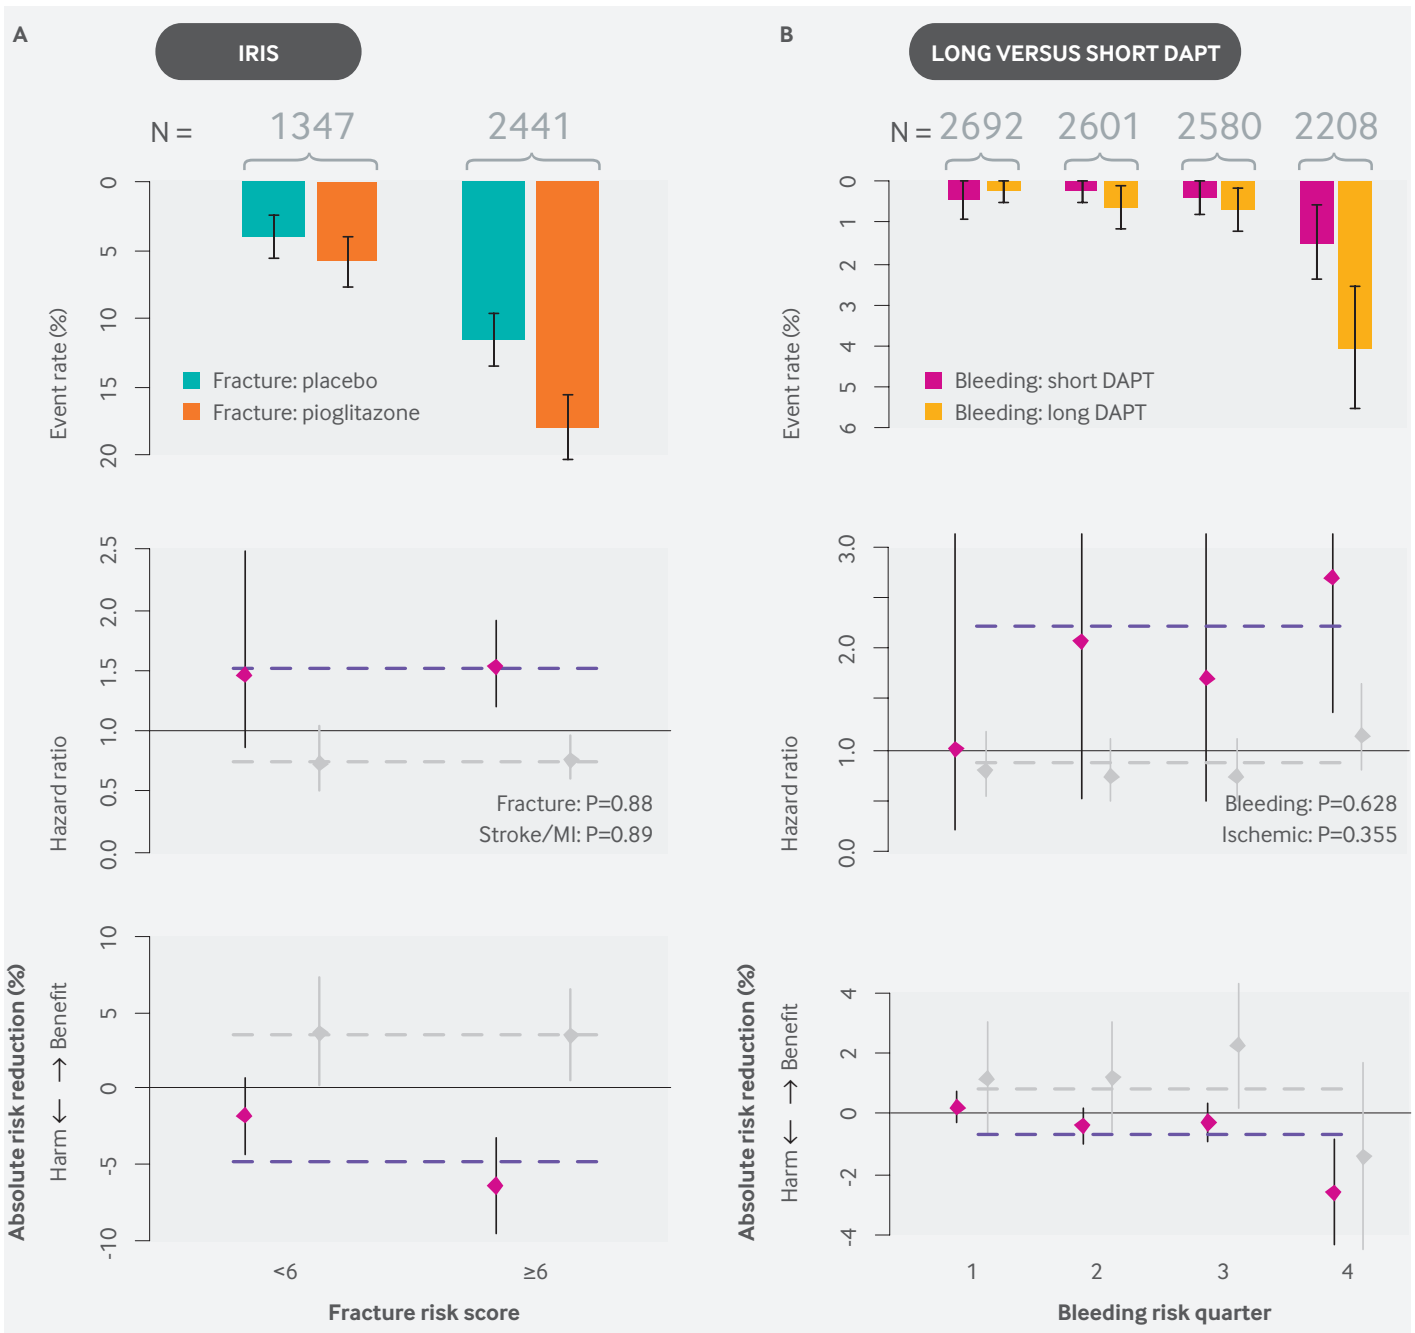 A
IRIS
N = 1347 2441
0
5
10
15
20
Event rate (%)
Fracture: placebo
Fracture: pioglitazone
2.5
2.0
1.5
1.0
0.5
0.0
Hazard ratio
Fracture: P=0.88
Stroke/MI: P=0.89
10
5
0
-5
-10
Absolute risk reduction (%)
Harm ← → Benefit
<6 ≥6
Fracture risk score
B
LONG VERSUS SHORT DAPT
N = 2692 2601 2580 2208
0
1
2
3
4
5
6
Event rate (%)
Bleeding: short DAPT
Bleeding: long DAPT
3.0
2.0
1.0
0.0
Hazard ratio
Bleeding: P=0.628
Ischemic: P=0.355
4
2
0
-2
-4
Absolute risk reduction (%)
Harm ← → Benefit
1 2 3 4
Bleeding risk quarter